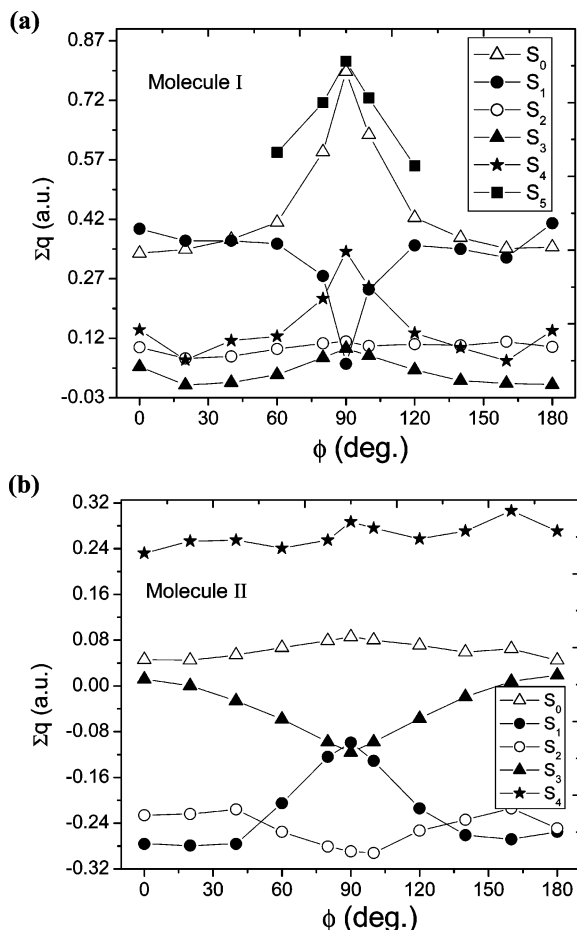 (a)
0.87
0.72
0.57
0.42
0.27
0.12
-0.03
Σq (a.u.)
Molecule I
S0
S1
S2
S3
S4
S5
0 30 60 90 120 150 180
ϕ (deg.)
(b)
0.32
0.24
0.16
0.08
0.00
-0.08
-0.16
-0.24
-0.32
Σq (a.u.)
Molecule II
S0
S1
S2
S3
S4
0 30 60 90 120 150 180
ϕ (deg.)